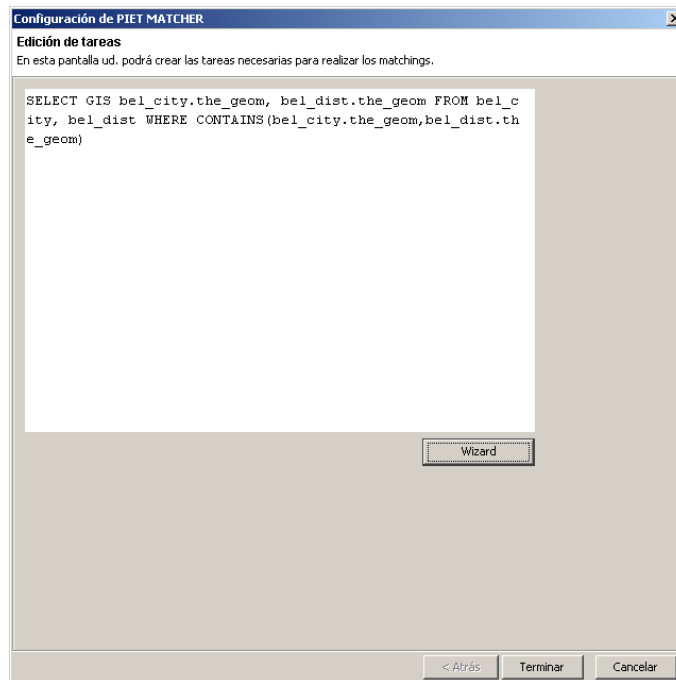 Configuración de PIET MATCHER
Edición de tareas
En esta pantalla ud. podrá crear las tareas necesarias para realizar los matchings.
SELECT GIS bel_city.the_geom, bel_dist.the_geom FROM bel_c
ity, bel_dist WHERE CONTAINS(bel_city.the_geom,bel_dist.th
e_geom)
Wizard
< Atrás
Terminar
Cancelar